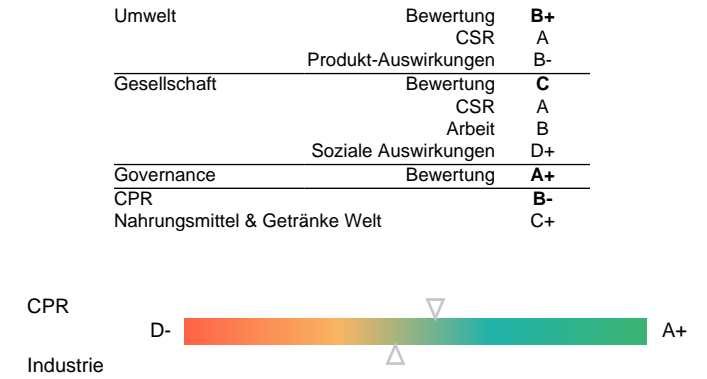 Umwelt Bewertung B+
CSR A
Produkt-Auswirkungen B-
Gesellschaft Bewertung C
CSR A
Arbeit B
Soziale Auswirkungen D+
Governance Bewertung A+
CPR B-
Nahrungsmittel & Getränke Welt C+
CPR
D- A+
Industrie